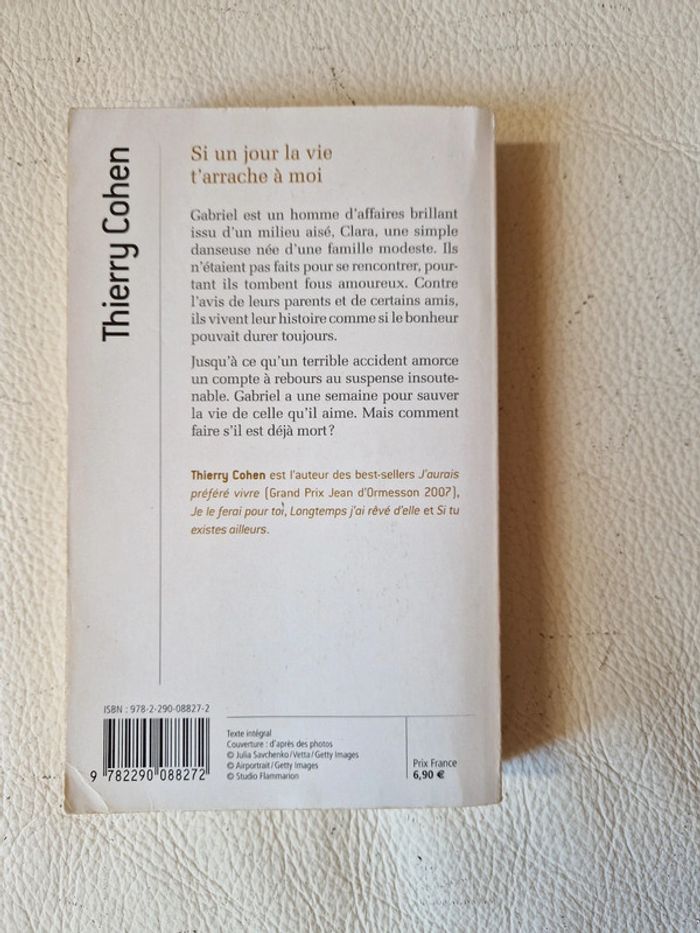 Thierry Cohen
Si un jour la vie
t'arrache à moi
Gabriel est un homme d'affaires brillant
issu d'un milieu aisé, Clara, une simple
danseuse née d'une famille modeste. Ils
n'étaient pas faits pour se rencontrer, pour-
tant ils tombent fous amoureux. Contre
l'avis de leurs parents et de certains amis,
ils vivent leur histoire comme si le bonheur
pouvait durer toujours.
Jusqu'à ce qu'un terrible accident amorce
un compte à rebours au suspense insoute-
nable. Gabriel a une semaine pour sauver
la vie de celle qu'il aime. Mais comment
faire s'il est déjà mort ?
Thierry Cohen est l'auteur des best-sellers J'aurais
préféré vivre (Grand Prix Jean d'Ormesson 2007),
Je le ferai pour toi, Longtemps j'ai rêvé d'elle et Si tu
existes ailleurs.
ISBN : 978-2-290-08827-2
9 782290 088272
Texte intégral
Couverture : d'après des photos
© Julia Savchenko / Vetta / Getty Images
© Airportrait / Getty Images
© Studio Flammarion
Prix France
6,90 €